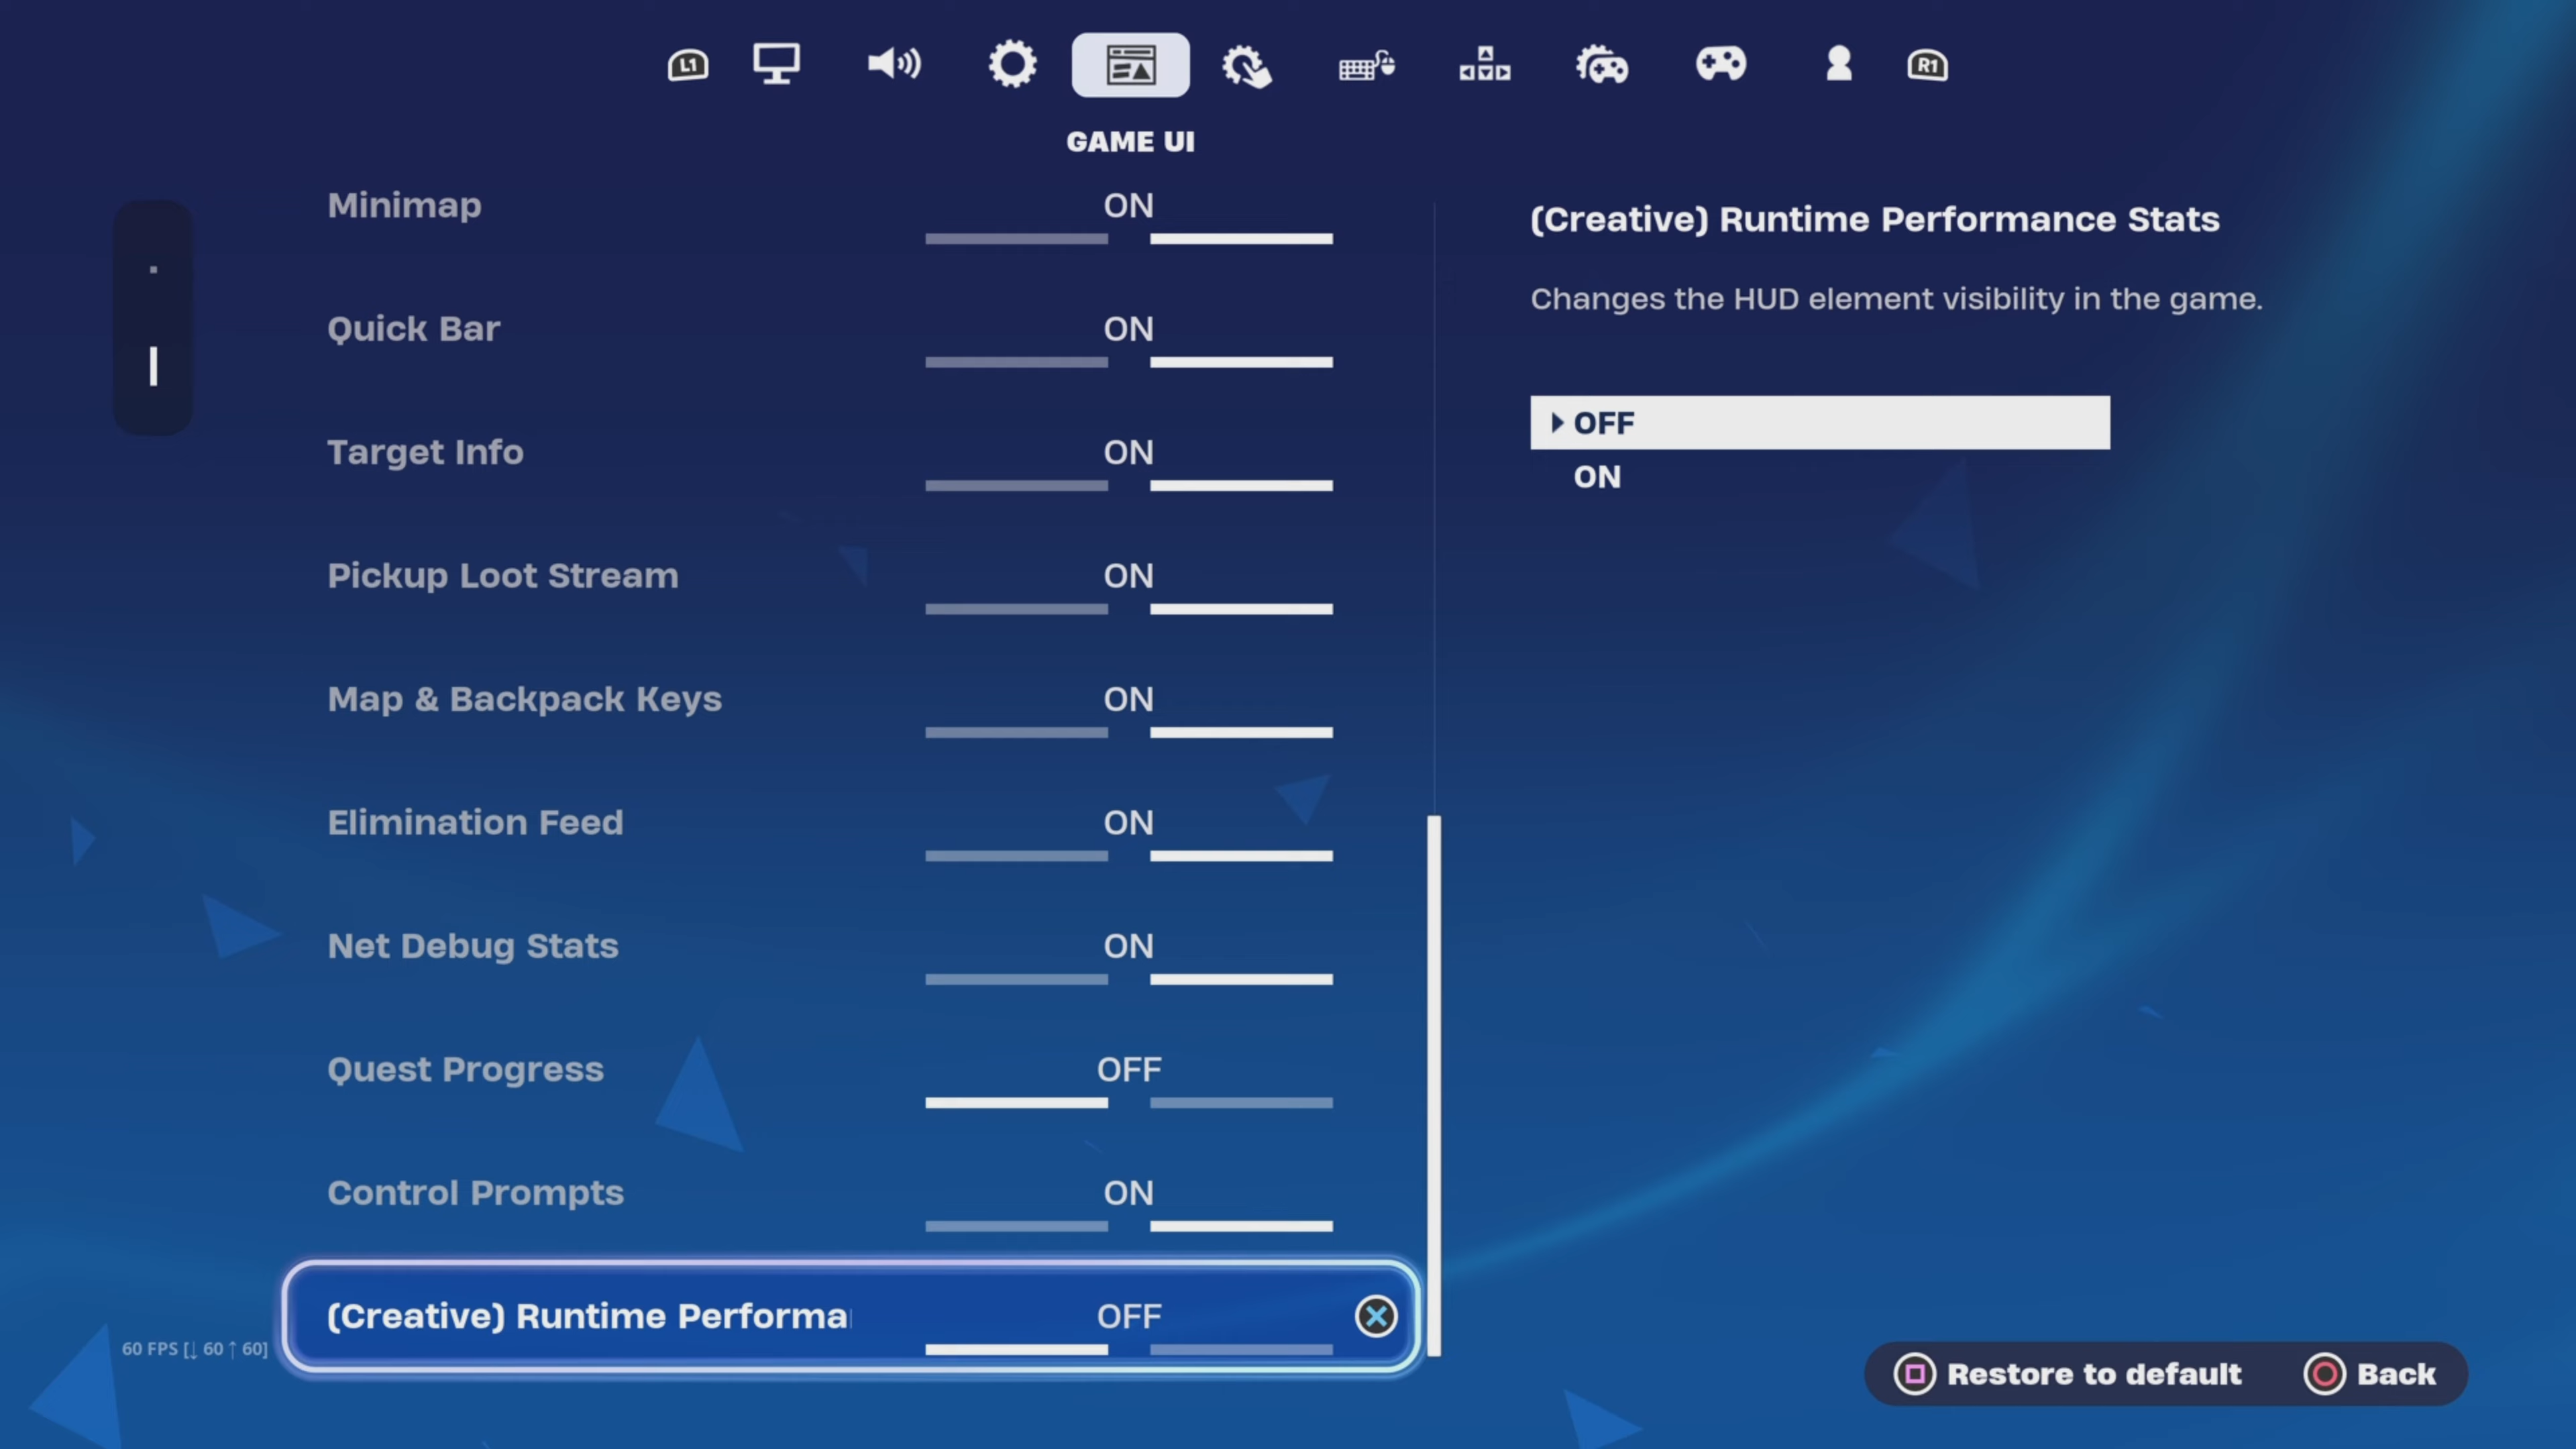 L1
R1
GAME UI
Minimap ON
Quick Bar ON
Target Info ON
Pickup Loot Stream ON
Map & Backpack Keys ON
Elimination Feed ON
Net Debug Stats ON
Quest Progress OFF
Control Prompts ON
(Creative) Runtime Performa OFF
(Creative) Runtime Performance Stats
Changes the HUD element visibility in the game.
OFF
ON
60 FPS [↓ 60 ↑ 60]
Restore to default
Back